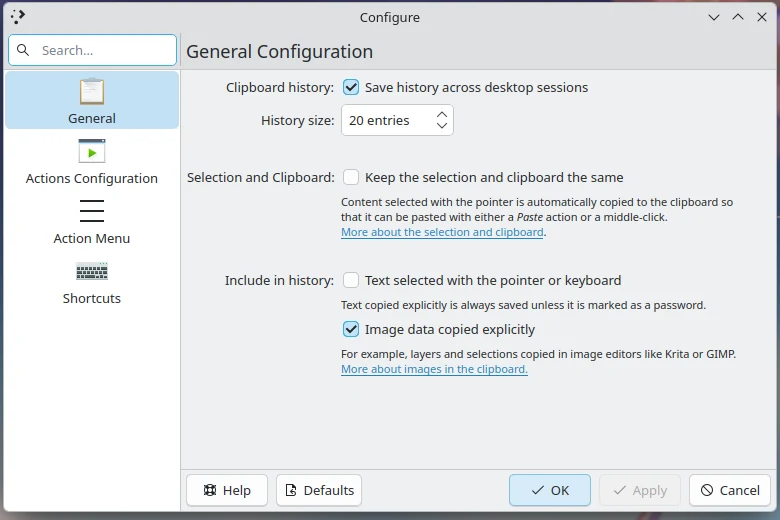 Configure
Search...
General Configuration
General
Actions Configuration
Action Menu
Shortcuts
Clipboard history: Save history across desktop sessions
History size: 20 entries
Selection and Clipboard: Keep the selection and clipboard the same
Content selected with the pointer is automatically copied to the clipboard so
that it can be pasted with either a Paste action or a middle-click.
More about the selection and clipboard.
Include in history: Text selected with the pointer or keyboard
Text copied explicitly is always saved unless it is marked as a password.
Image data copied explicitly
For example, layers and selections copied in image editors like Krita or GIMP.
More about images in the clipboard.
Help Defaults OK Apply Cancel